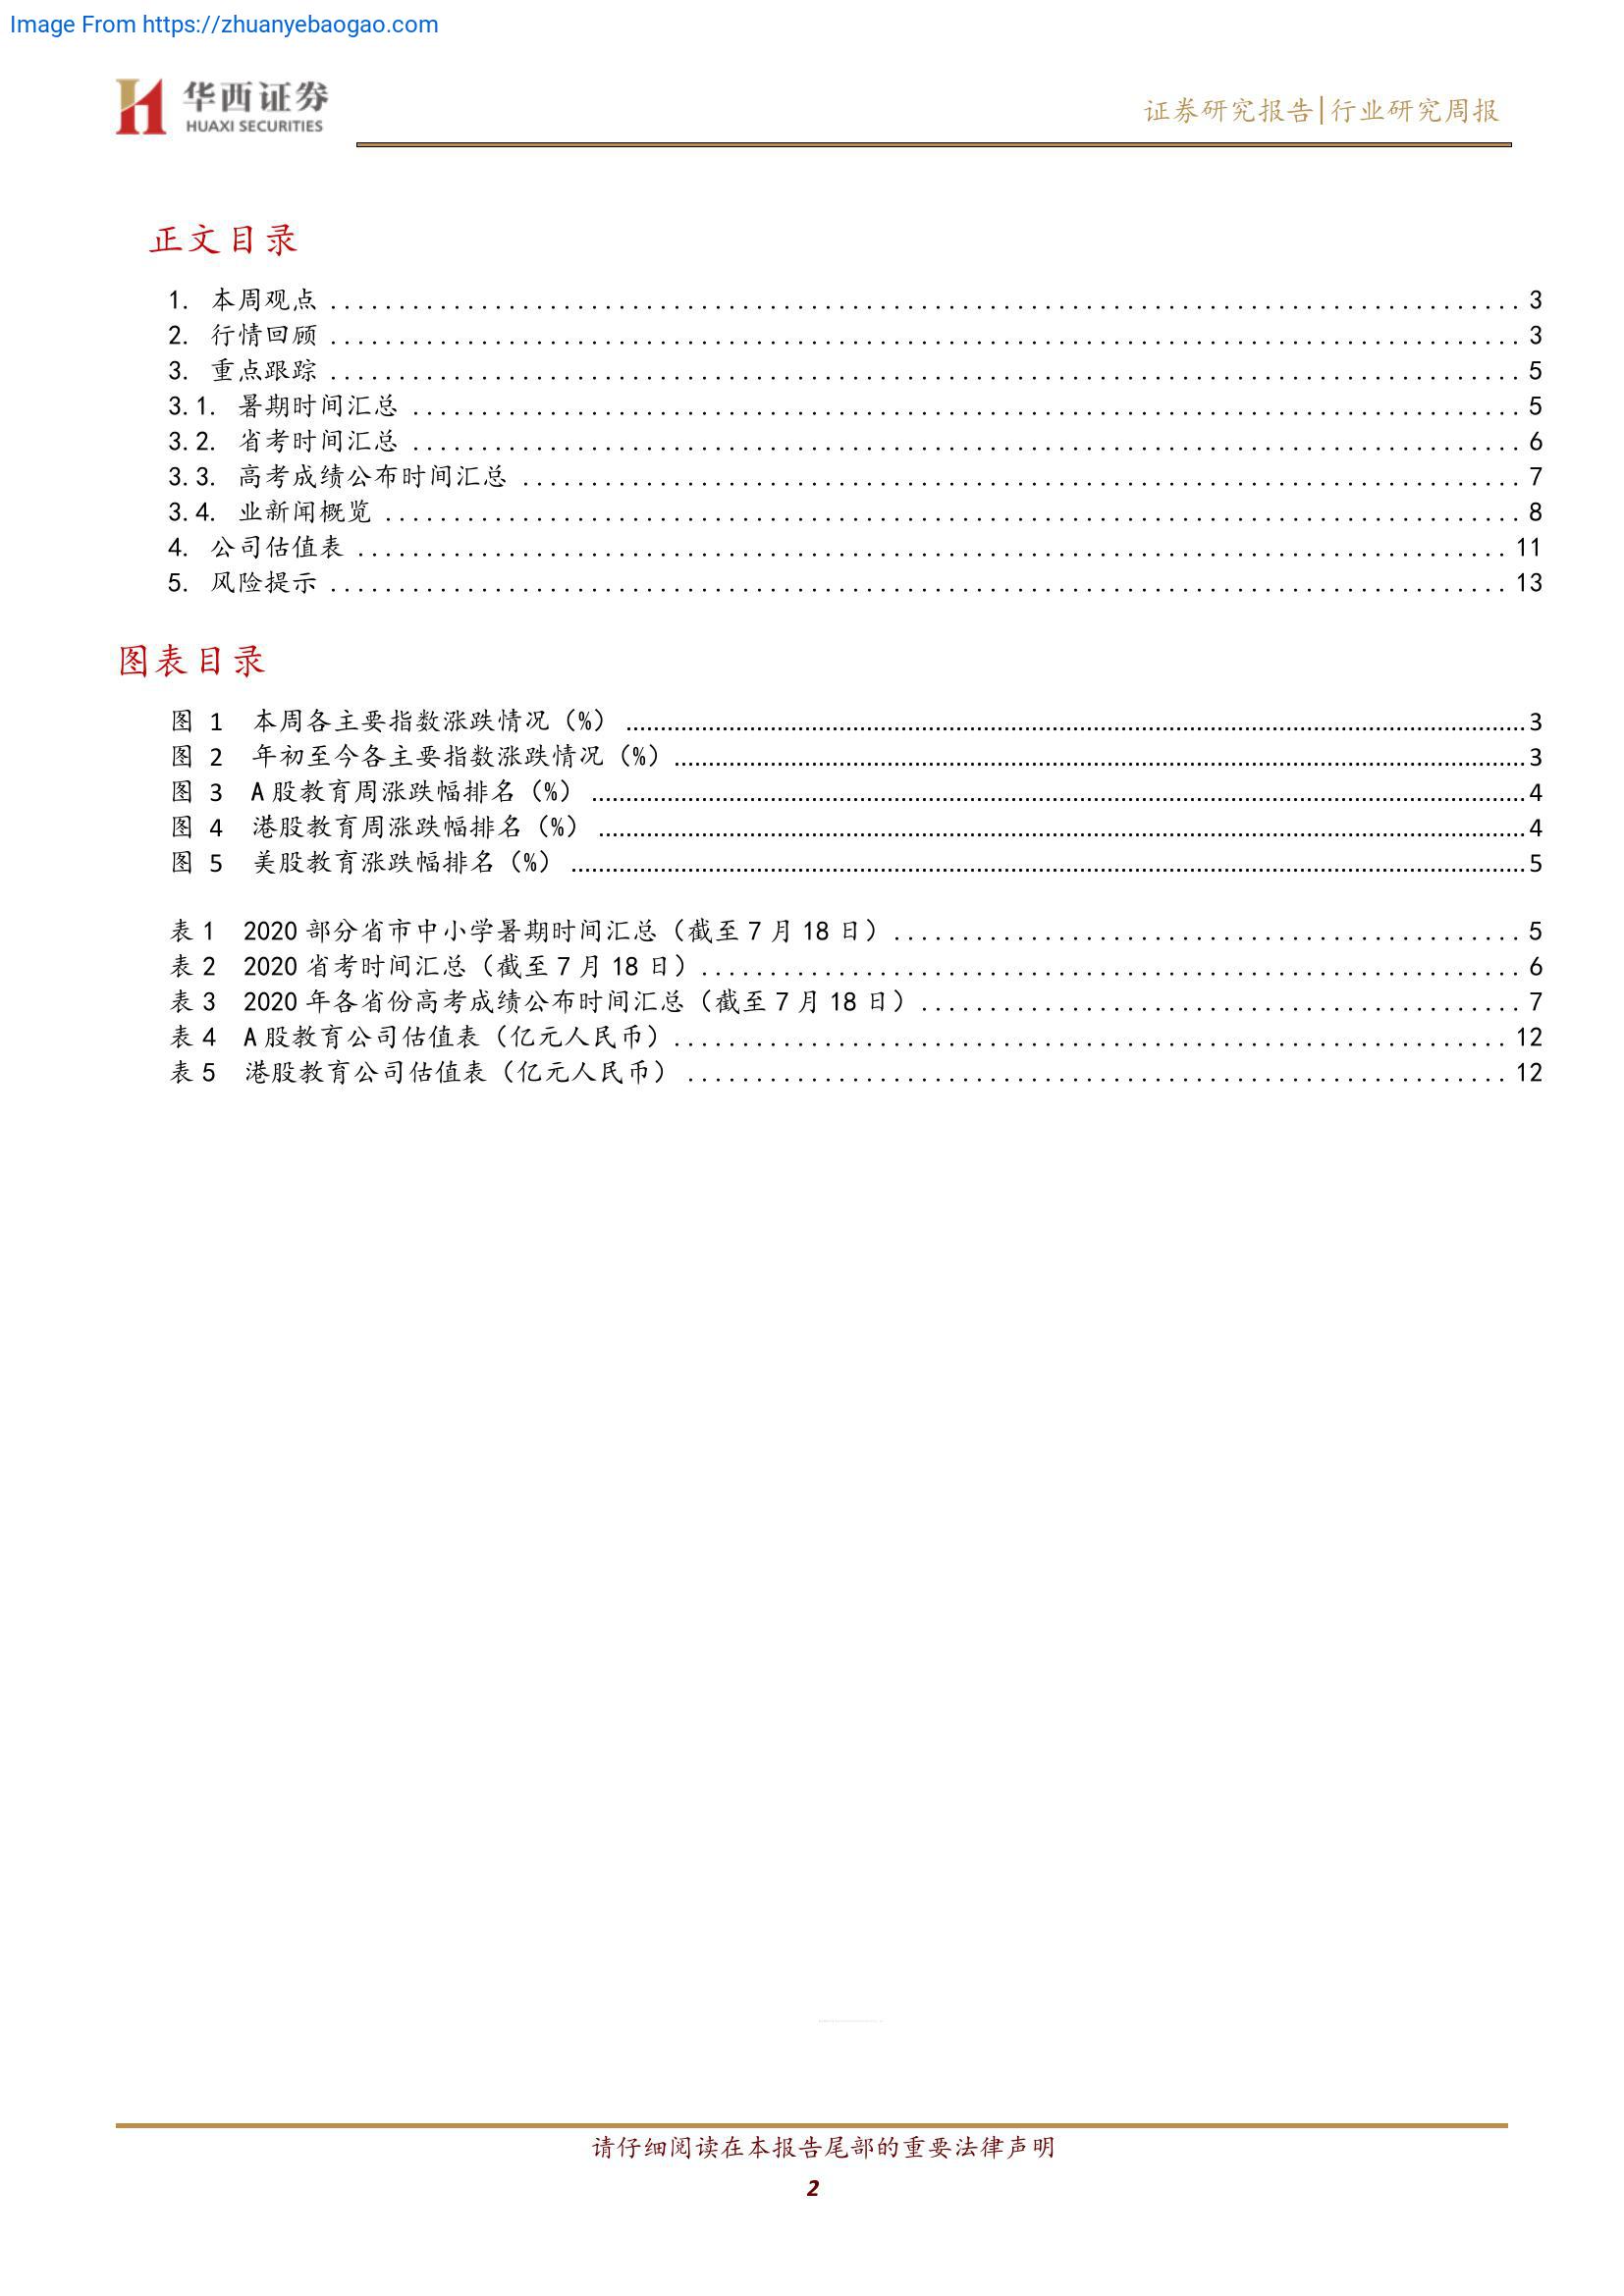 Image From https://zhuanyebaogao.com
华西证券
HUAXI SECURITIES
证券研究报告|行业研究周报
正文目录
1. 本周观点 ........ 3
2. 行情回顾 ........ 3
3. 重点跟踪 ........ 5
3.1. 暑期时间汇总 ........ 5
3.2. 省考时间汇总 ........ 6
3.3. 高考成绩公布时间汇总 ........ 7
3.4. 业新闻概览 ........ 8
4. 公司估值表 ........ 11
5. 风险提示 ........ 13
图表目录
图 1 本周各主要指数涨跌情况（%） ........ 3
图 2 年初至今各主要指数涨跌情况（%） ........ 3
图 3 A 股教育周涨跌幅排名（%） ........ 4
图 4 港股教育周涨跌幅排名（%） ........ 4
图 5 美股教育涨跌幅排名（%） ........ 5
表 1 2020 部分省市中小学暑期时间汇总（截至 7 月 18 日） ........ 5
表 2 2020 省考时间汇总（截至 7 月 18 日） ........ 6
表 3 2020 年各省份高考成绩公布时间汇总（截至 7 月 18 日） ........ 7
表 4 A 股教育公司估值表（亿元人民币） ........ 12
表 5 港股教育公司估值表（亿元人民币） ........ 12
请仔细阅读在本报告尾部的重要法律声明
2